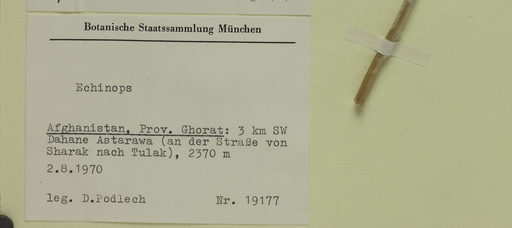 Botanische Staatssammlung München
Echinops
Afghanistan, Prov. Ghorat: 3 km SW
Dahane Astarawa (an der Straße von
Sharak nach Tulak), 2370 m
2.8.1970
leg. D.Podlech Nr. 19177